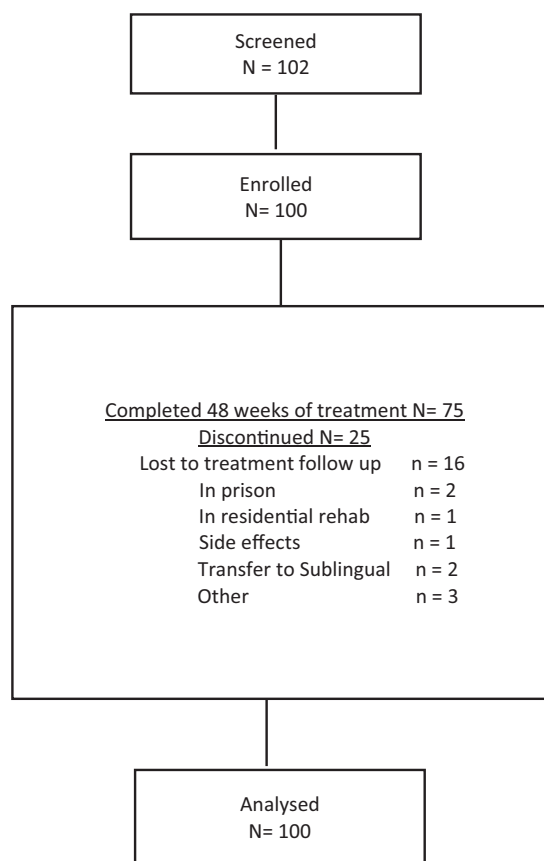 Screened
N = 102
Enrolled
N= 100
Completed 48 weeks of treatment N= 75
Discontinued N= 25
Lost to treatment follow up n = 16
In prison n = 2
In residential rehab n = 1
Side effects n = 1
Transfer to Sublingual n = 2
Other n = 3
Analysed
N= 100